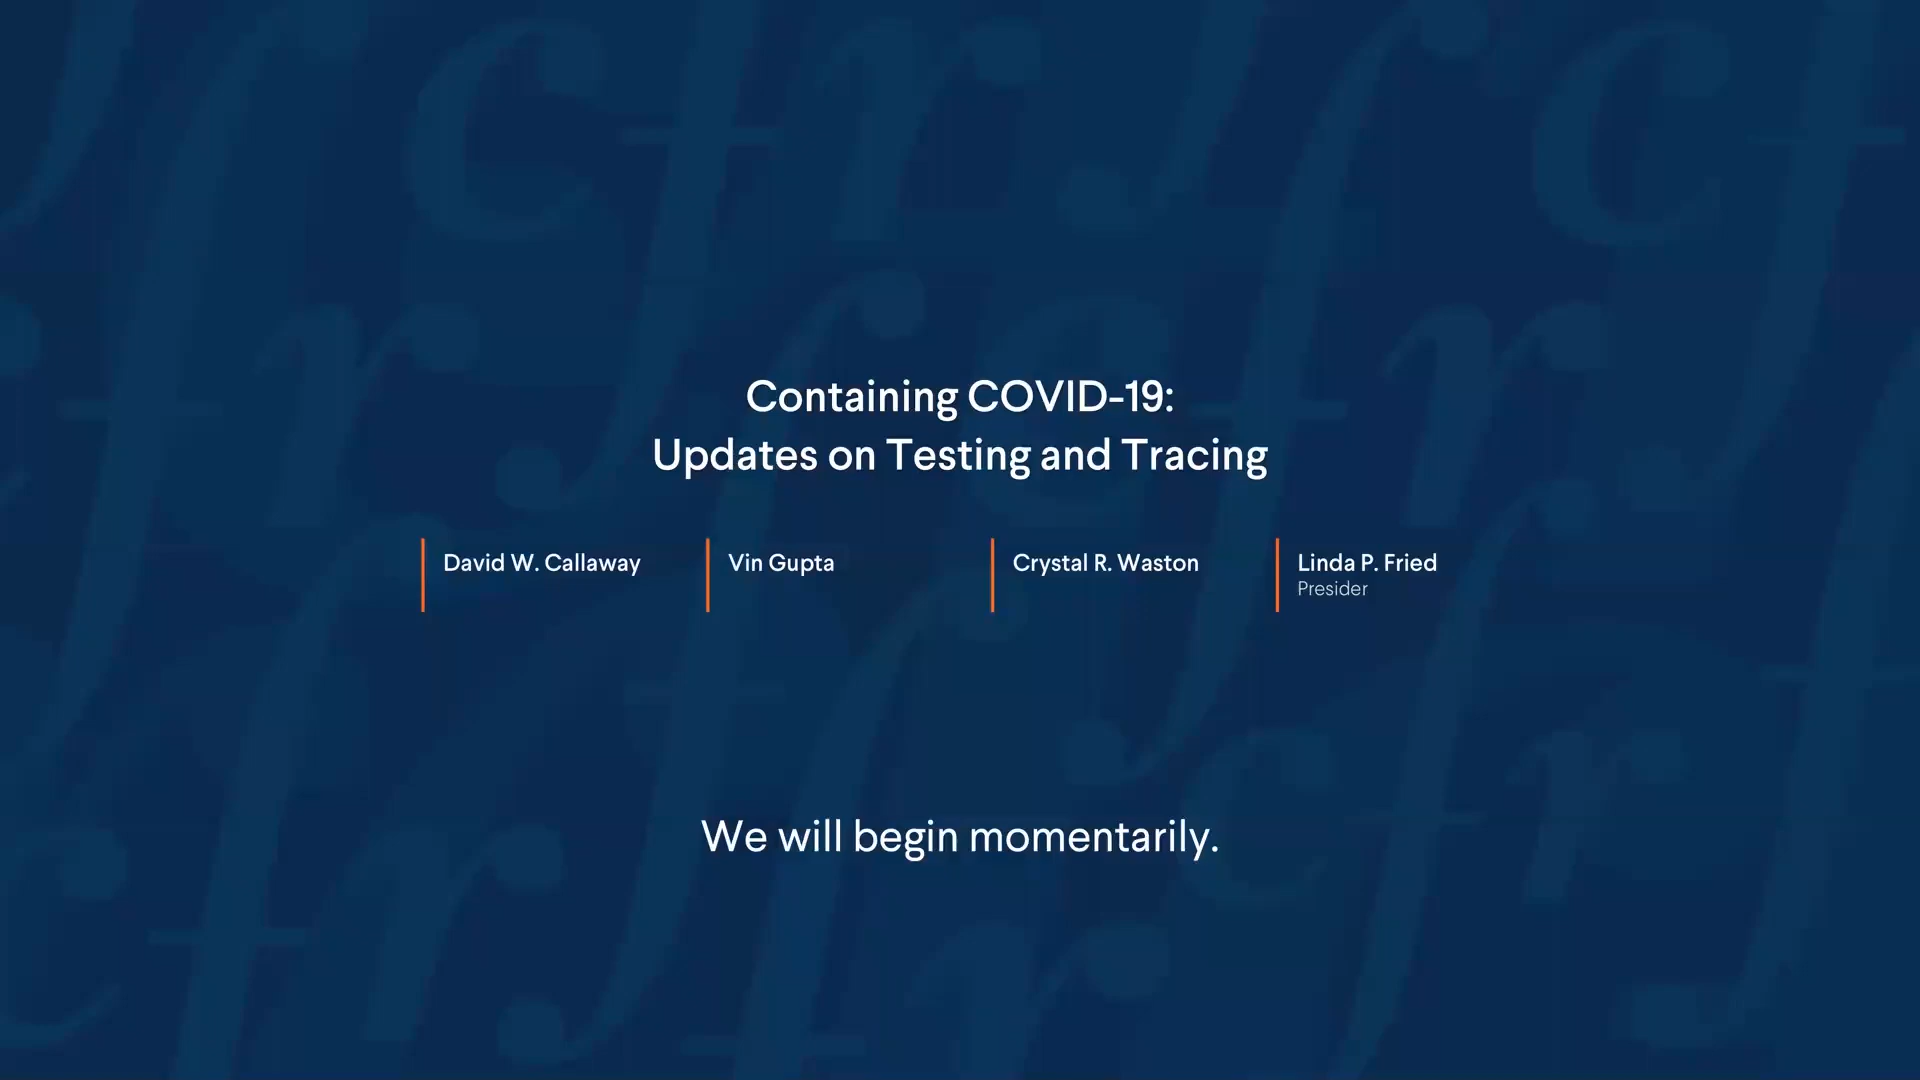 Containing COVID-19:
Updates on Testing and Tracing
David W. Callaway
Vin Gupta
Crystal R. Waston
Linda P. Fried
Presider
We will begin momentarily.